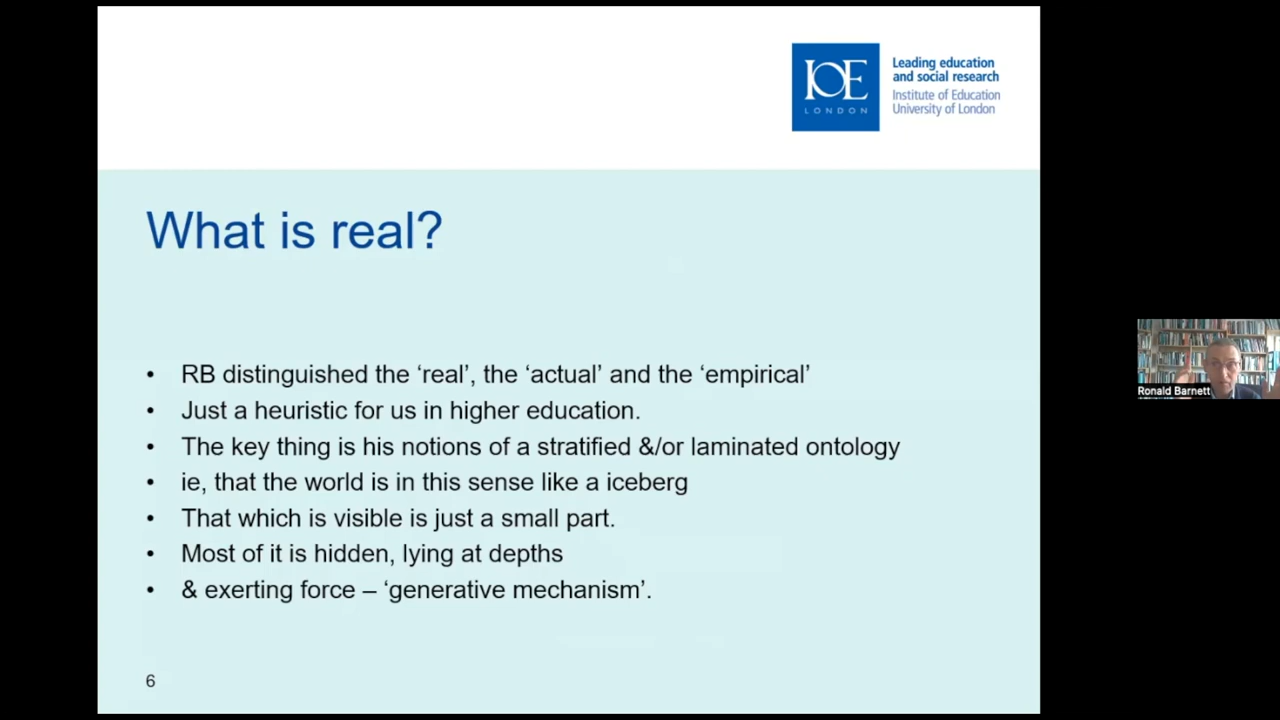 IOE
LONDON
Leading education
and social research
Institute of Education
University of London
What is real?
• RB distinguished the ‘real’, the ‘actual’ and the ‘empirical’
• Just a heuristic for us in higher education.
• The key thing is his notions of a stratified &/or laminated ontology
• ie, that the world is in this sense like a iceberg
• That which is visible is just a small part.
• Most of it is hidden, lying at depths
• & exerting force – ‘generative mechanism’.
6
Ronald Barnett